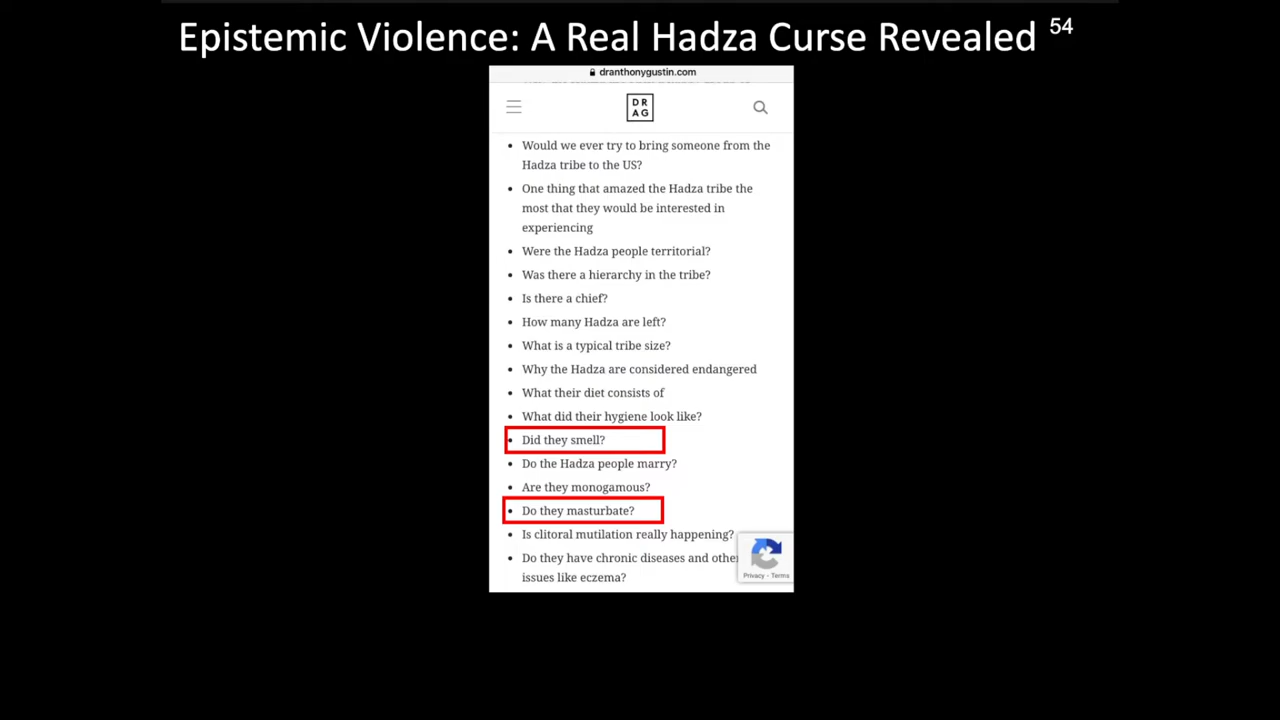 Epistemic Violence: A Real Hadza Curse Revealed 54
dranthonygustin.com
DR
AG
• Would we ever try to bring someone from the
Hadza tribe to the US?
• One thing that amazed the Hadza tribe the
most that they would be interested in
experiencing
• Were the Hadza people territorial?
• Was there a hierarchy in the tribe?
• Is there a chief?
• How many Hadza are left?
• What is a typical tribe size?
• Why the Hadza are considered endangered
• What their diet consists of
• What did their hygiene look like?
• Did they smell?
• Do the Hadza people marry?
• Are they monogamous?
• Do they masturbate?
• Is clitoral mutilation really happening?
• Do they have chronic diseases and other
issues like eczema?
Privacy - Terms